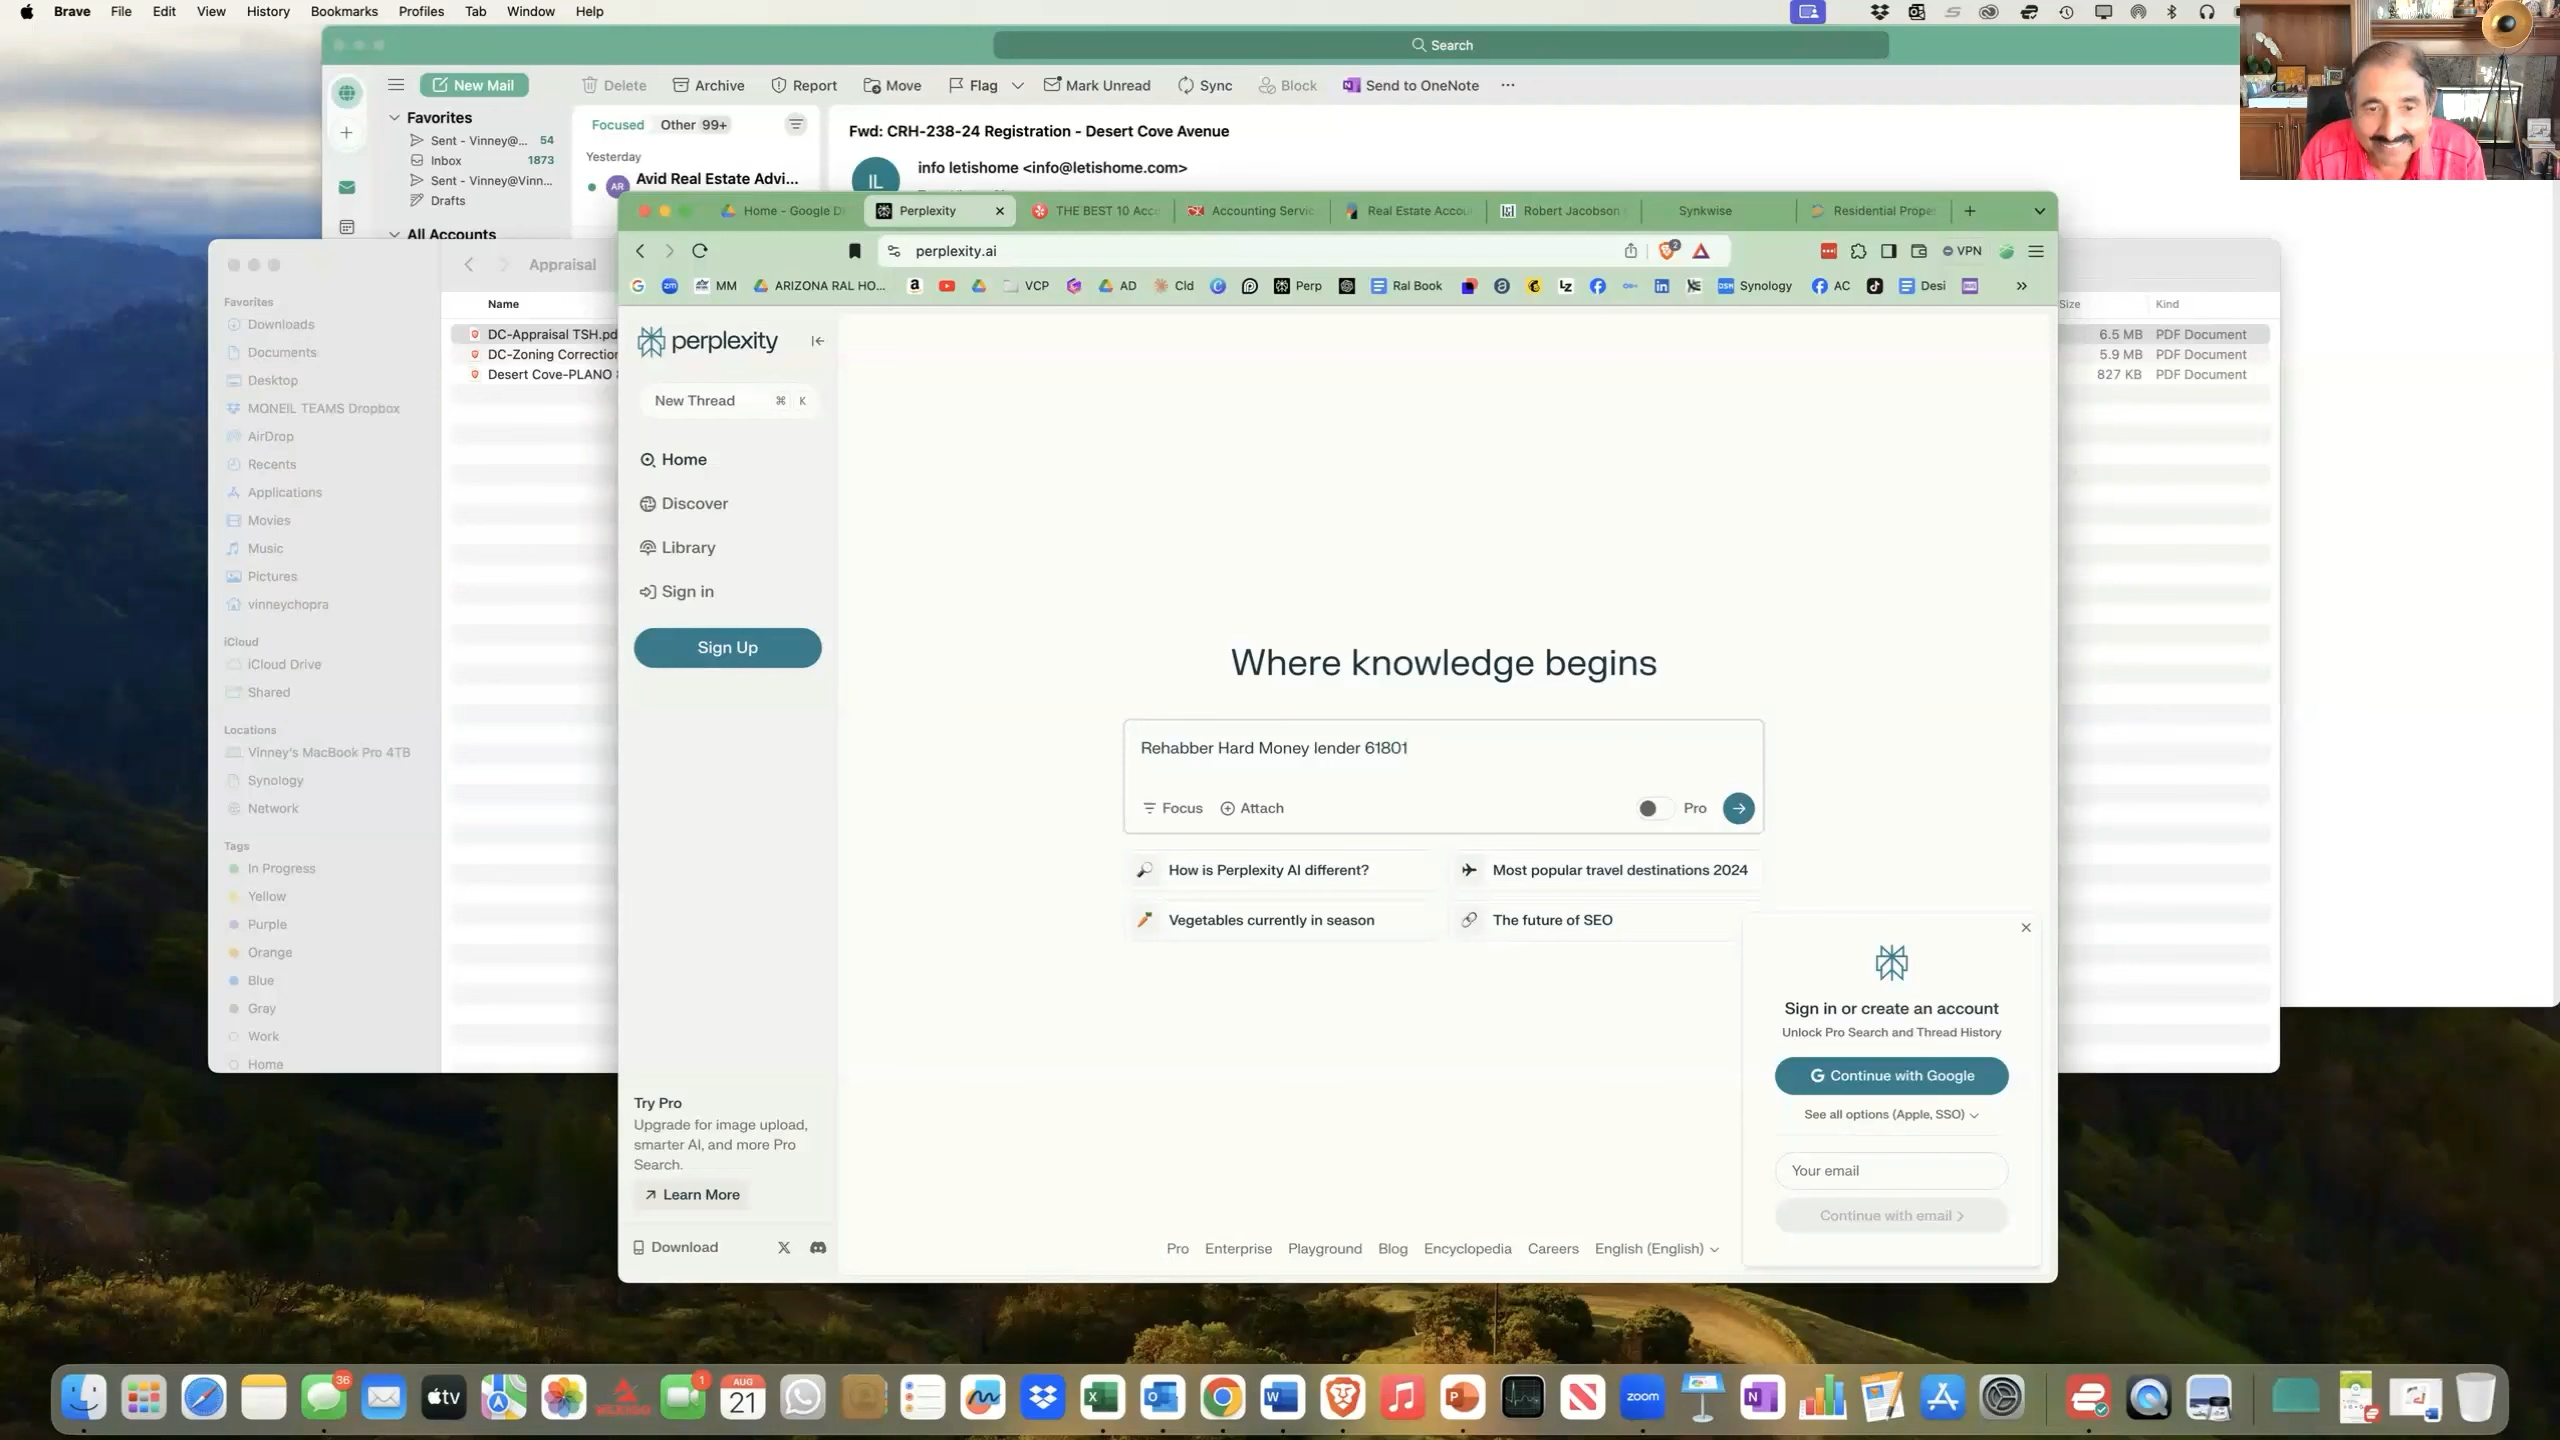 Brave File Edit View History Bookmarks Profiles Tab Window Help
Search
New Mail Delete Archive Report Move Flag Mark Unread Sync Block Send to OneNote ...
Favorites
Sent - Vinney@... 54
Inbox 1873
Sent - Vinney@Vinn...
Drafts
All Accounts
Focused Other 99+
Yesterday
AR Avid Real Estate Advi...
Fwd: CRH-238-24 Registration - Desert Cove Avenue
IL info letishome <info@letishome.com>
Appraisal
Favorites
Downloads
Documents
Desktop
MONEIL TEAMS Dropbox
AirDrop
Recents
Applications
Movies
Music
Pictures
vinneychopra
iCloud
iCloud Drive
Shared
Locations
Vinney's MacBook Pro 4TB
Synology
Network
Tags
In Progress
Yellow
Purple
Orange
Blue
Gray
Work
Home
Name
DC-Appraisal TSH.pd
DC-Zoning Correction
Desert Cove-PLANO
Size Kind
6.5 MB PDF Document
5.9 MB PDF Document
827 KB PDF Document
Home - Google D Perplexity THE BEST 10 Acc Accounting Servic Real Estate Accou Robert Jacobson Synkwise Residential Prope
perplexity.ai 2 VPN
MM ARIZONA RAL HO... VCP AD Cld Perp Ral Book Lz Synology AC Desi
perplexity
New Thread ⌘ K
Home
Discover
Library
Sign in
Sign Up
Where knowledge begins
Rehabber Hard Money lender 61801
Focus Attach Pro
How is Perplexity AI different? Most popular travel destinations 2024
Vegetables currently in season The future of SEO
Sign in or create an account
Unlock Pro Search and Thread History
Continue with Google
See all options (Apple, SSO)
Your email
Continue with email
Try Pro
Upgrade for image upload,
smarter AI, and more Pro
Search.
Learn More
Download
Pro Enterprise Playground Blog Encyclopedia Careers English (English)
36 tv 1 AUG 21 zoom